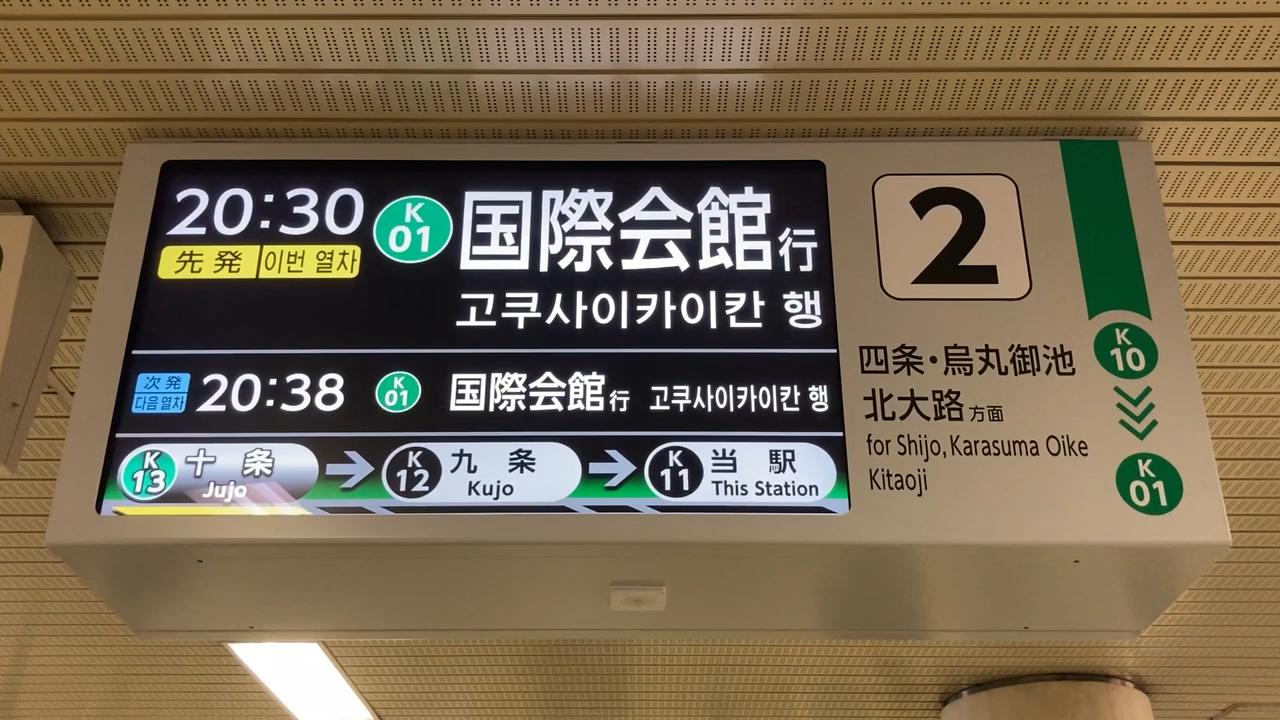 20:30 K 01 国際会館行
先発 이번 열차
고쿠사이카이칸 행
次発
다음 열차
20:38 K 01 国際会館行 고쿠사이카이칸 행
K 13 十条 Jujo
K 12 九条 Kujo
K 11 当駅 This Station
2
四条・烏丸御池
北大路方面
for Shijo, Karasuma Oike
Kitaoji
K 10
K 01